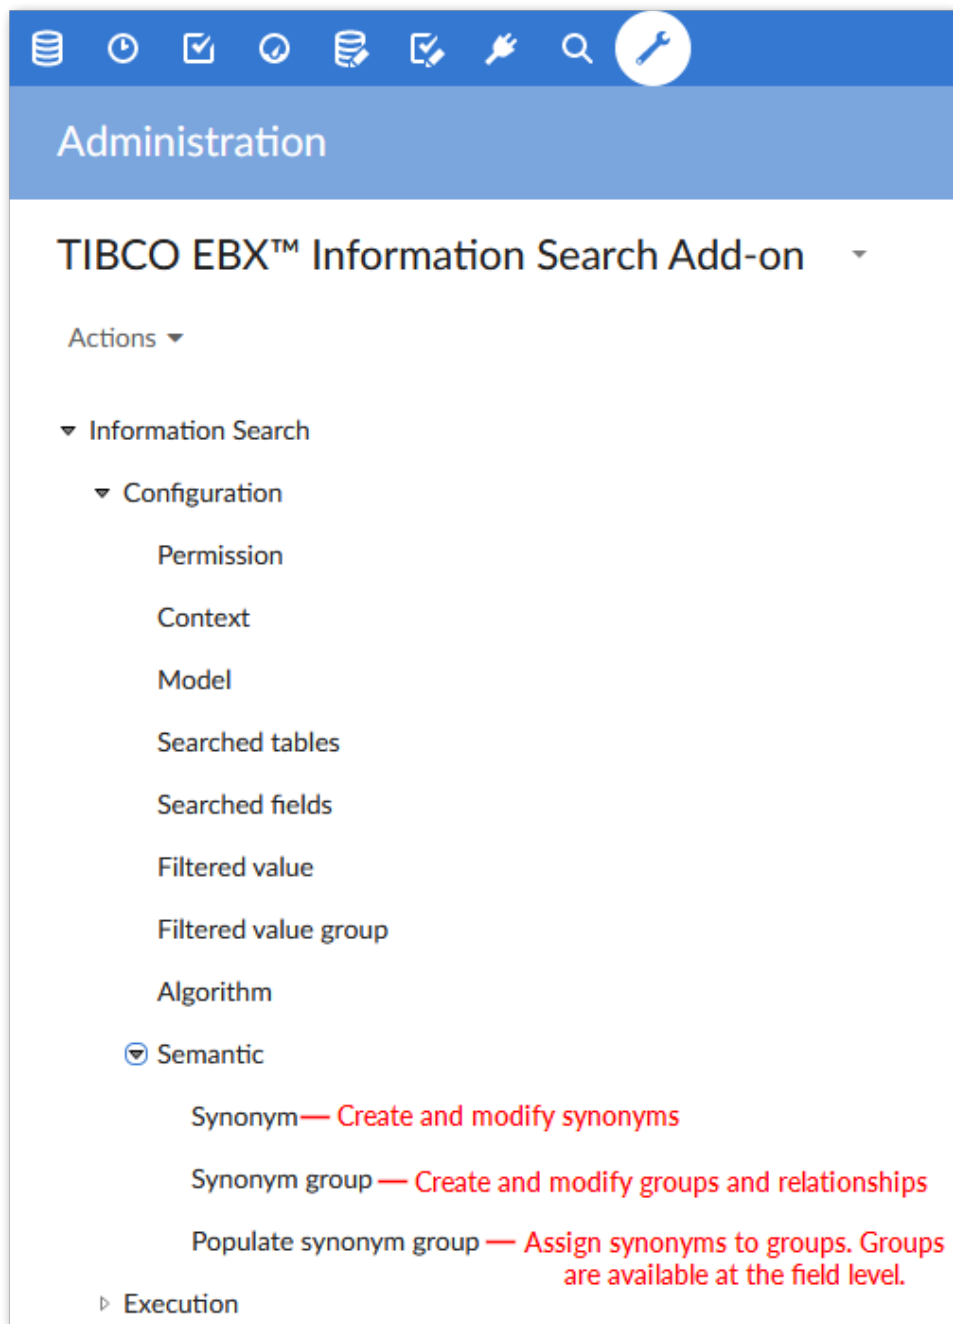 Administration
TIBCO EBX™ Information Search Add-on
Actions
Information Search
Configuration
Permission
Context
Model
Searched tables
Searched fields
Filtered value
Filtered value group
Algorithm
Semantic
Synonym — Create and modify synonyms
Synonym group — Create and modify groups and relationships
Populate synonym group — Assign synonyms to groups. Groups
are available at the field level.
Execution